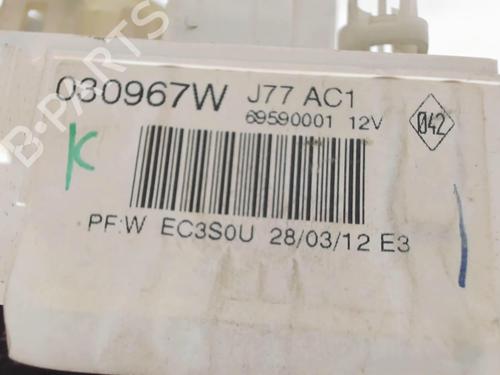 030967W J77 AC1
69590001 12V
042
K
PF:W EC3S0U 28/03/12 E3
B-PARTS